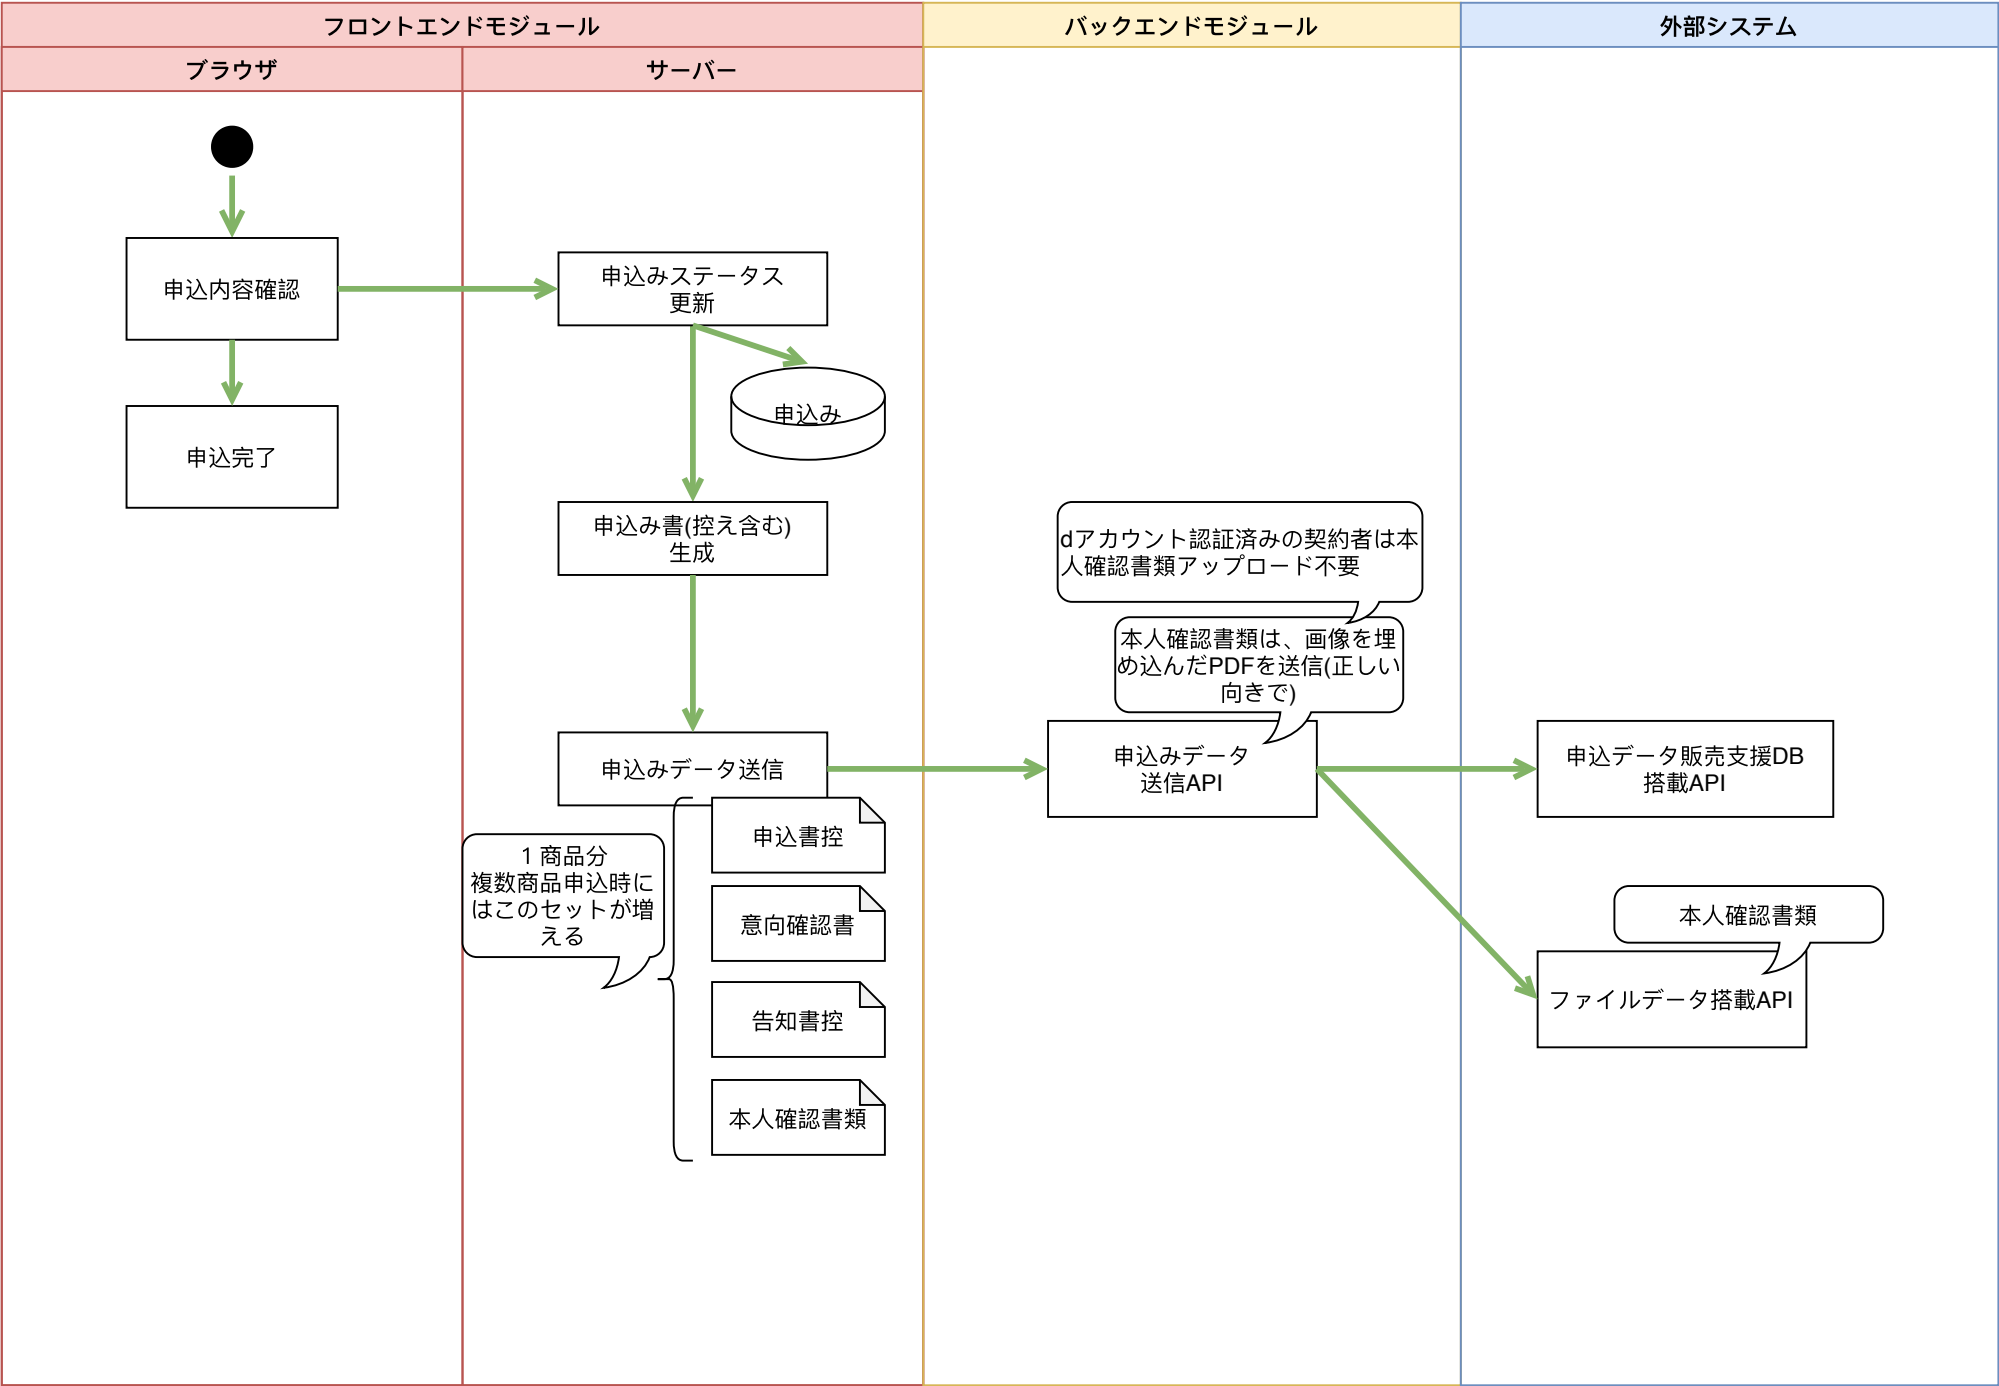 フロントエンドモジュール
バックエンドモジュール
外部システム
ブラウザ
サーバー
申込内容確認
申込みステータス
更新
申込み
申込完了
申込み書(控え含む)
生成
dアカウント認証済みの契約者は本
人確認書類アップロード不要
本人確認書類は、画像を埋
め込んだPDFを送信(正しい
向きで)
申込みデータ送信
申込みデータ
送信API
申込データ販売支援DB
搭載API
1 商品分
複数商品申込時に
はこのセットが増
える
申込書控
意向確認書
告知書控
本人確認書類
本人確認書類
ファイルデータ搭載API